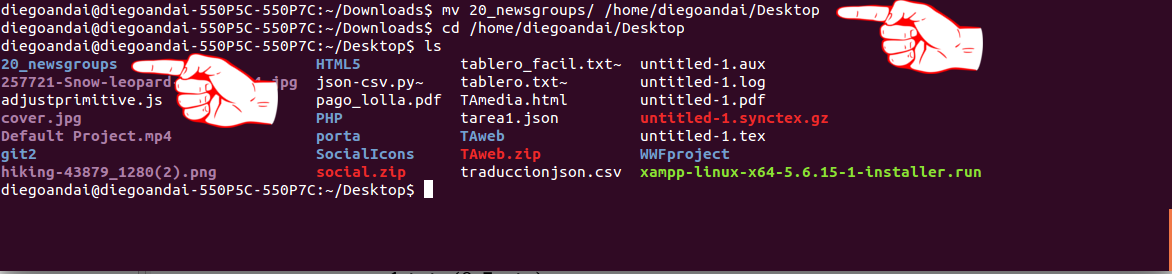 diegoandai@diegoandai-550P5C-550P7C:~/Downloads$ mv 20_newsgroups/ /home/diegoandai/Desktop
diegoandai@diegoandai-550P5C-550P7C:~/Downloads$ cd /home/diegoandai/Desktop
diegoandai@diegoandai-550P5C-550P7C:~/Desktop$ ls
20_newsgroups HTML5 tablero_facil.txt~ untitled-1.aux
257721-Snow-leopard .jpg json-csv.py~ tablero.txt~ untitled-1.log
adjustprimitive.js pago_lolla.pdf TAmedia.html untitled-1.pdf
cover.jpg PHP tarea1.json untitled-1.synctex.gz
Default Project.mp4 porta TAweb untitled-1.tex
git2 SocialIcons TAweb.zip WWFproject
hiking-43879_1280(2).png social.zip traduccionjson.csv xampp-linux-x64-5.6.15-1-installer.run
diegoandai@diegoandai-550P5C-550P7C:~/Desktop$